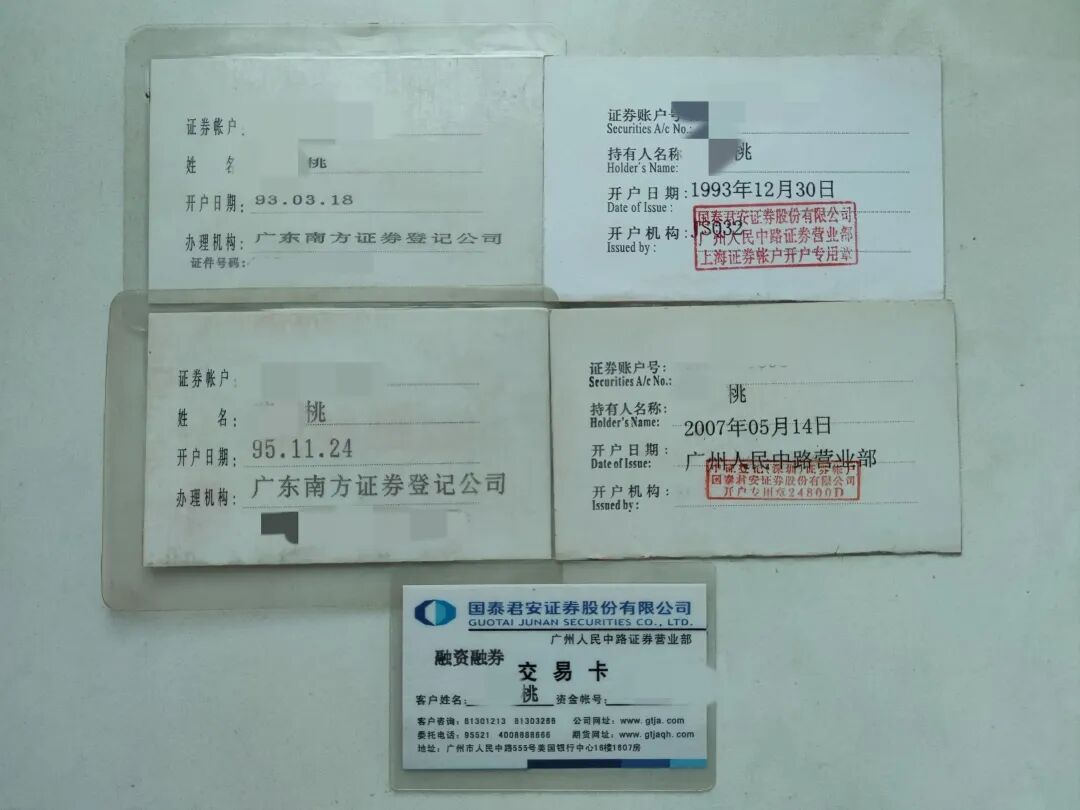 证券帐户:
姓 名: 桃
开户日期: 93.03.18
办理机构: 广东南方证券登记公司
证件号码:
证券账户号
Securities A/c No.:
持有人名称 桃
Holder's Name:
开户日期: 1993年12月30日
Date of Issue:
开户机构: JSQ32
Issued by:
国泰君安证券股份有限公司
广州人民中路证券营业部
上海证券帐户开户专用章
证券帐户:
姓 名: 桃
开户日期: 95.11.24
办理机构: 广东南方证券登记公司
证券账户号:
Securities A/c No.:
桃
持有人名称:
Holder's Name:
2007年05月14日
开户日期:
Date of Issue:
广州人民中路营业部
开户机构:
Issued by:
国泰君安证券股份有限公司
开户专用章24800D
国泰君安证券股份有限公司
GUOTAI JUNAN SECURITIES CO., LTD.
广州人民中路证券营业部
融资融券
交易卡
客户姓名: 桃 资金帐号:
客户咨询: 81301213 81303288 公司网址: www.gtja.com
委托电话: 95521 4008888666 期货网址: www.gtjaqh.com
地址: 广州市人民中路555号美国银行中心16楼1607房